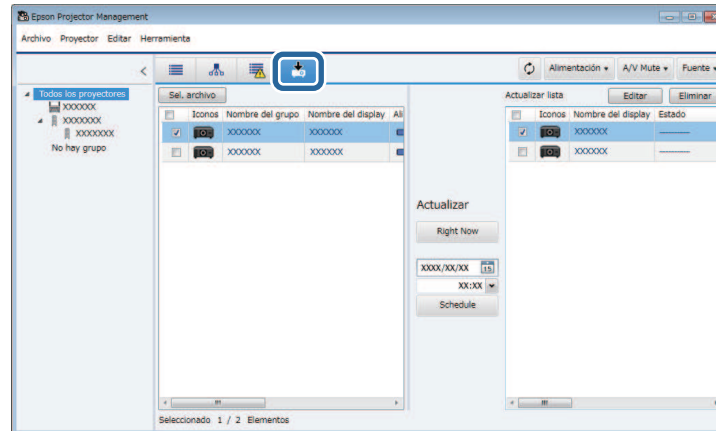 Epson Projector Management
Archivo Proyector Editar Herramienta
Alimentación A/V Mute Fuente
Todos los proyectores
XXXXXX
XXXXXXX
XXXXXXX
No hay grupo
Sel. archivo
Iconos Nombre del grupo Nombre del display Ali
XXXXXX XXXXXX
XXXXXX XXXXXX
Actualizar
Right Now
XXXX/XX/XX 15
XX:XX
Schedule
Actualizar lista Editar Eliminar
Iconos Nombre del display Estado
XXXXXX
XXXXXX
Seleccionado 1 / 2 Elementos